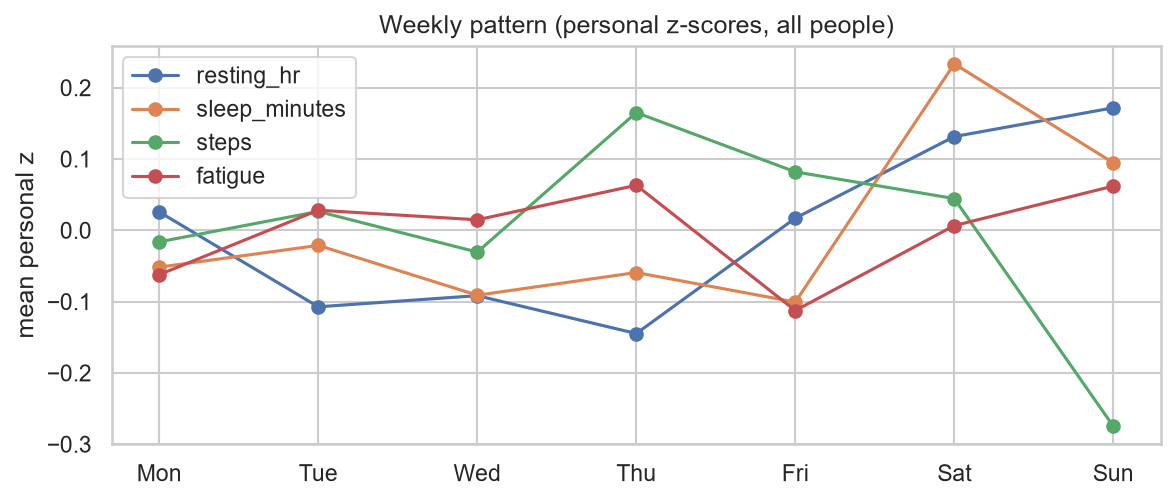 Weekly pattern (personal z-scores, all people)
resting_hr
sleep_minutes
steps
fatigue
mean personal z
0.2
0.1
0.0
−0.1
−0.2
−0.3
Mon Tue Wed Thu Fri Sat Sun